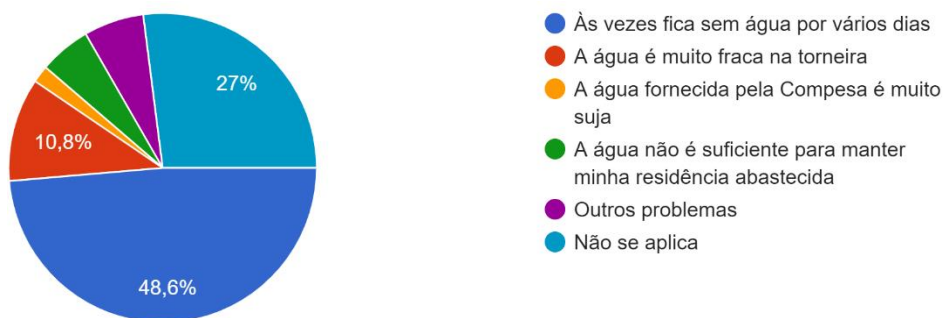 27%
10,8%
48,6%
Às vezes fica sem água por vários dias
A água é muito fraca na torneira
A água fornecida pela Compesa é muito
suja
A água não é suficiente para manter
minha residência abastecida
Outros problemas
Não se aplica